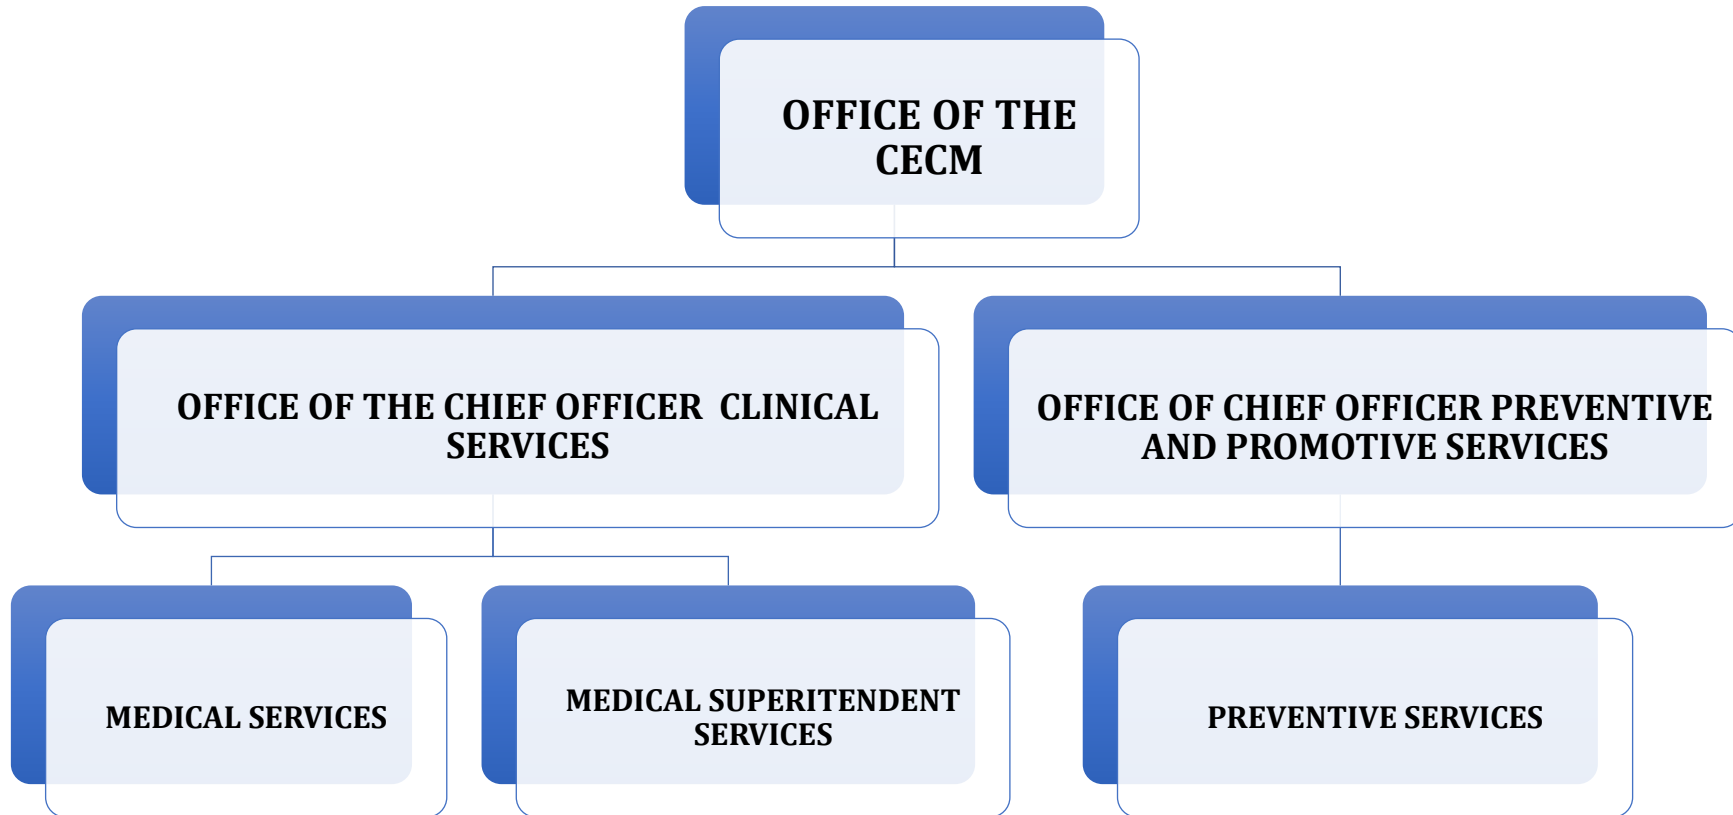 OFFICE OF THE
CECM
OFFICE OF THE CHIEF OFFICER CLINICAL
SERVICES
OFFICE OF CHIEF OFFICER PREVENTIVE
AND PROMOTIVE SERVICES
MEDICAL SERVICES
MEDICAL SUPERITENDENT
SERVICES
PREVENTIVE SERVICES